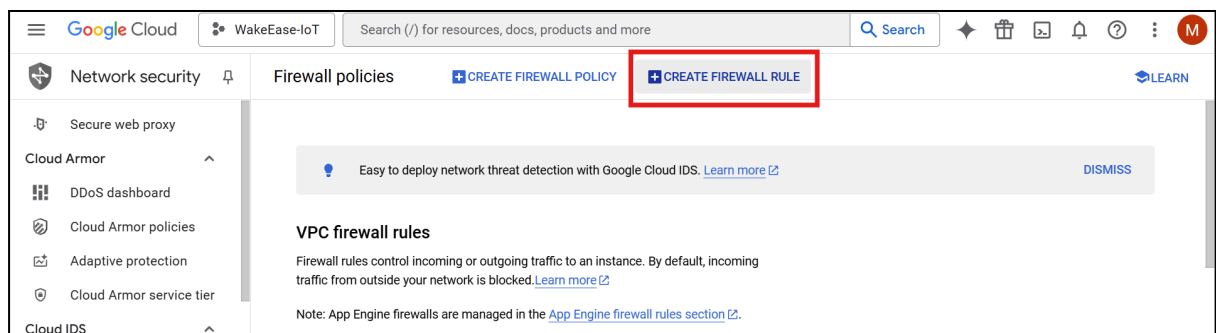 Google Cloud
WakeEase-IoT
Search (/) for resources, docs, products and more
Search
M
Network security
Firewall policies
CREATE FIREWALL POLICY
CREATE FIREWALL RULE
LEARN
Secure web proxy
Cloud Armor
DDoS dashboard
Cloud Armor policies
Adaptive protection
Cloud Armor service tier
Cloud IDS
Easy to deploy network threat detection with Google Cloud IDS. Learn more
DISMISS
VPC firewall rules
Firewall rules control incoming or outgoing traffic to an instance. By default, incoming
traffic from outside your network is blocked.Learn more
Note: App Engine firewalls are managed in the App Engine firewall rules section.